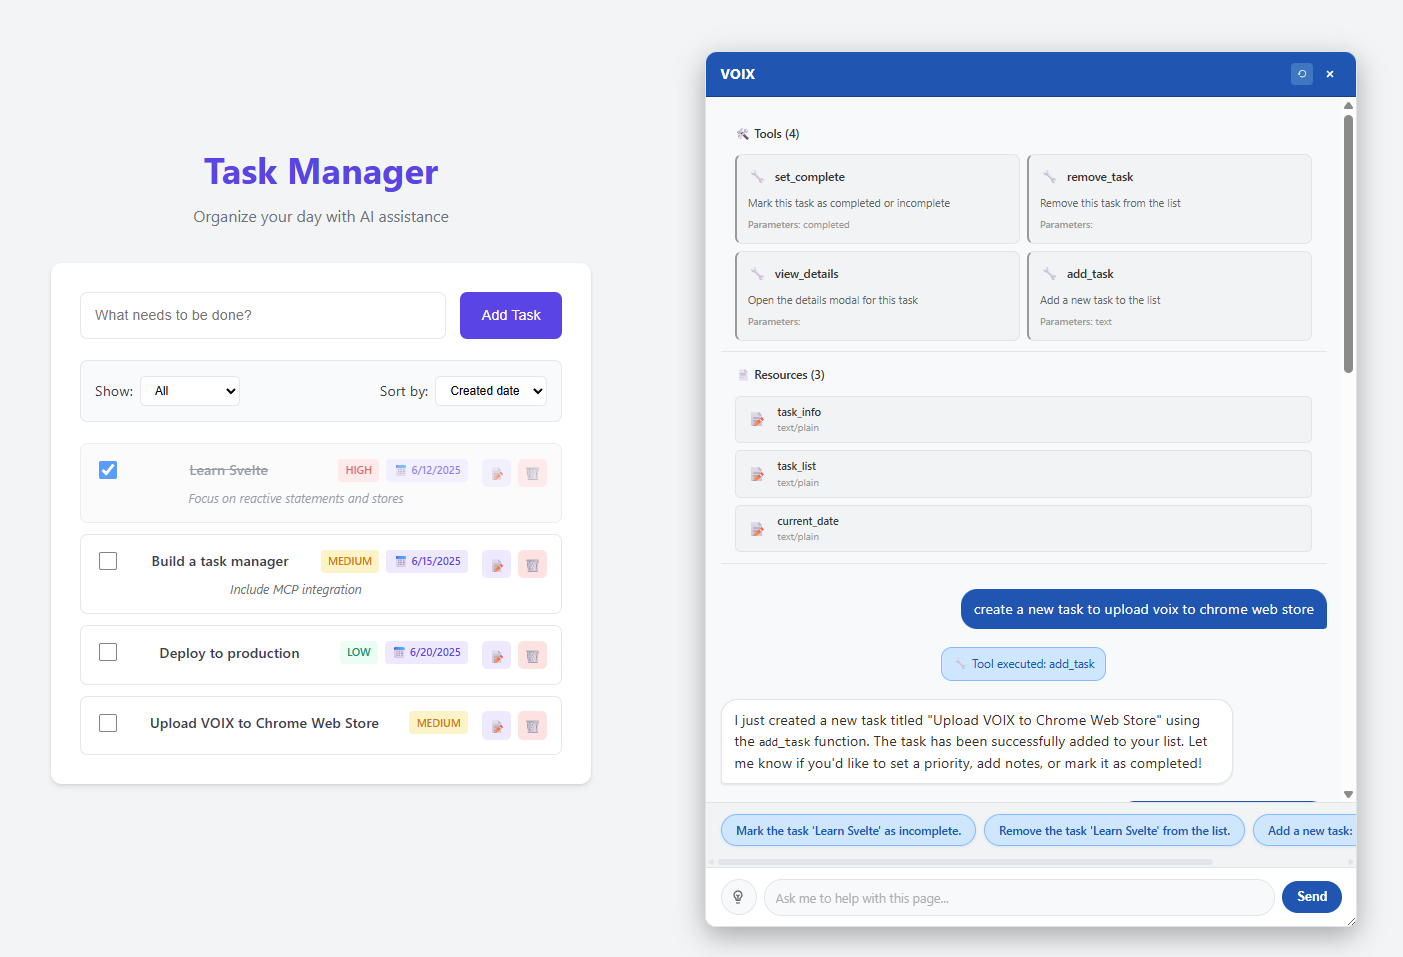 Task Manager
Organize your day with AI assistance
What needs to be done?
Add Task
Show:
All
Sort by:
Created date
Learn Svelte
HIGH
6/12/2025
Focus on reactive statements and stores
Build a task manager
MEDIUM
6/15/2025
Include MCP integration
Deploy to production
LOW
6/20/2025
Upload VOIX to Chrome Web Store
MEDIUM
VOIX
Tools (4)
set_complete
Mark this task as completed or incomplete
Parameters: completed
remove_task
Remove this task from the list
Parameters:
view_details
Open the details modal for this task
Parameters:
add_task
Add a new task to the list
Parameters: text
Resources (3)
task_info
text/plain
task_list
text/plain
current_date
text/plain
create a new task to upload voix to chrome web store
Tool executed: add_task
I just created a new task titled "Upload VOIX to Chrome Web Store" using
the add_task function. The task has been successfully added to your list. Let
me know if you'd like to set a priority, add notes, or mark it as completed!
Mark the task 'Learn Svelte' as incomplete.
Remove the task 'Learn Svelte' from the list.
Add a new task:
Ask me to help with this page...
Send